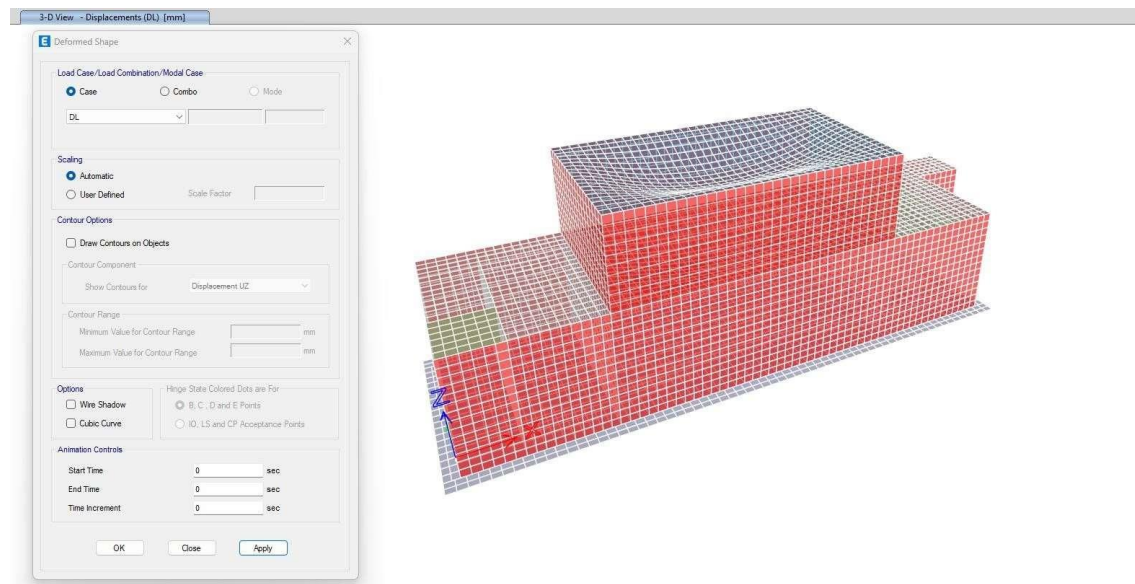 3-D View - Displacements (DL) [mm]
E Deformed Shape
Load Case/Load Combination/Modal Case
Case Combo Mode
DL
Scaling
Automatic
User Defined Scale Factor
Contour Options
Draw Contours on Objects
Contour Component
Show Contours for Displacement UZ
Contour Range
Minimum Value for Contour Range mm
Maximum Value for Contour Range mm
Options Hinge State Colored Dots are For
Wire Shadow B, C , D and E Points
Cubic Curve IO, LS and CP Acceptance Points
Animation Controls
Start Time 0 sec
End Time 0 sec
Time Increment 0 sec
OK Close Apply
Z
X